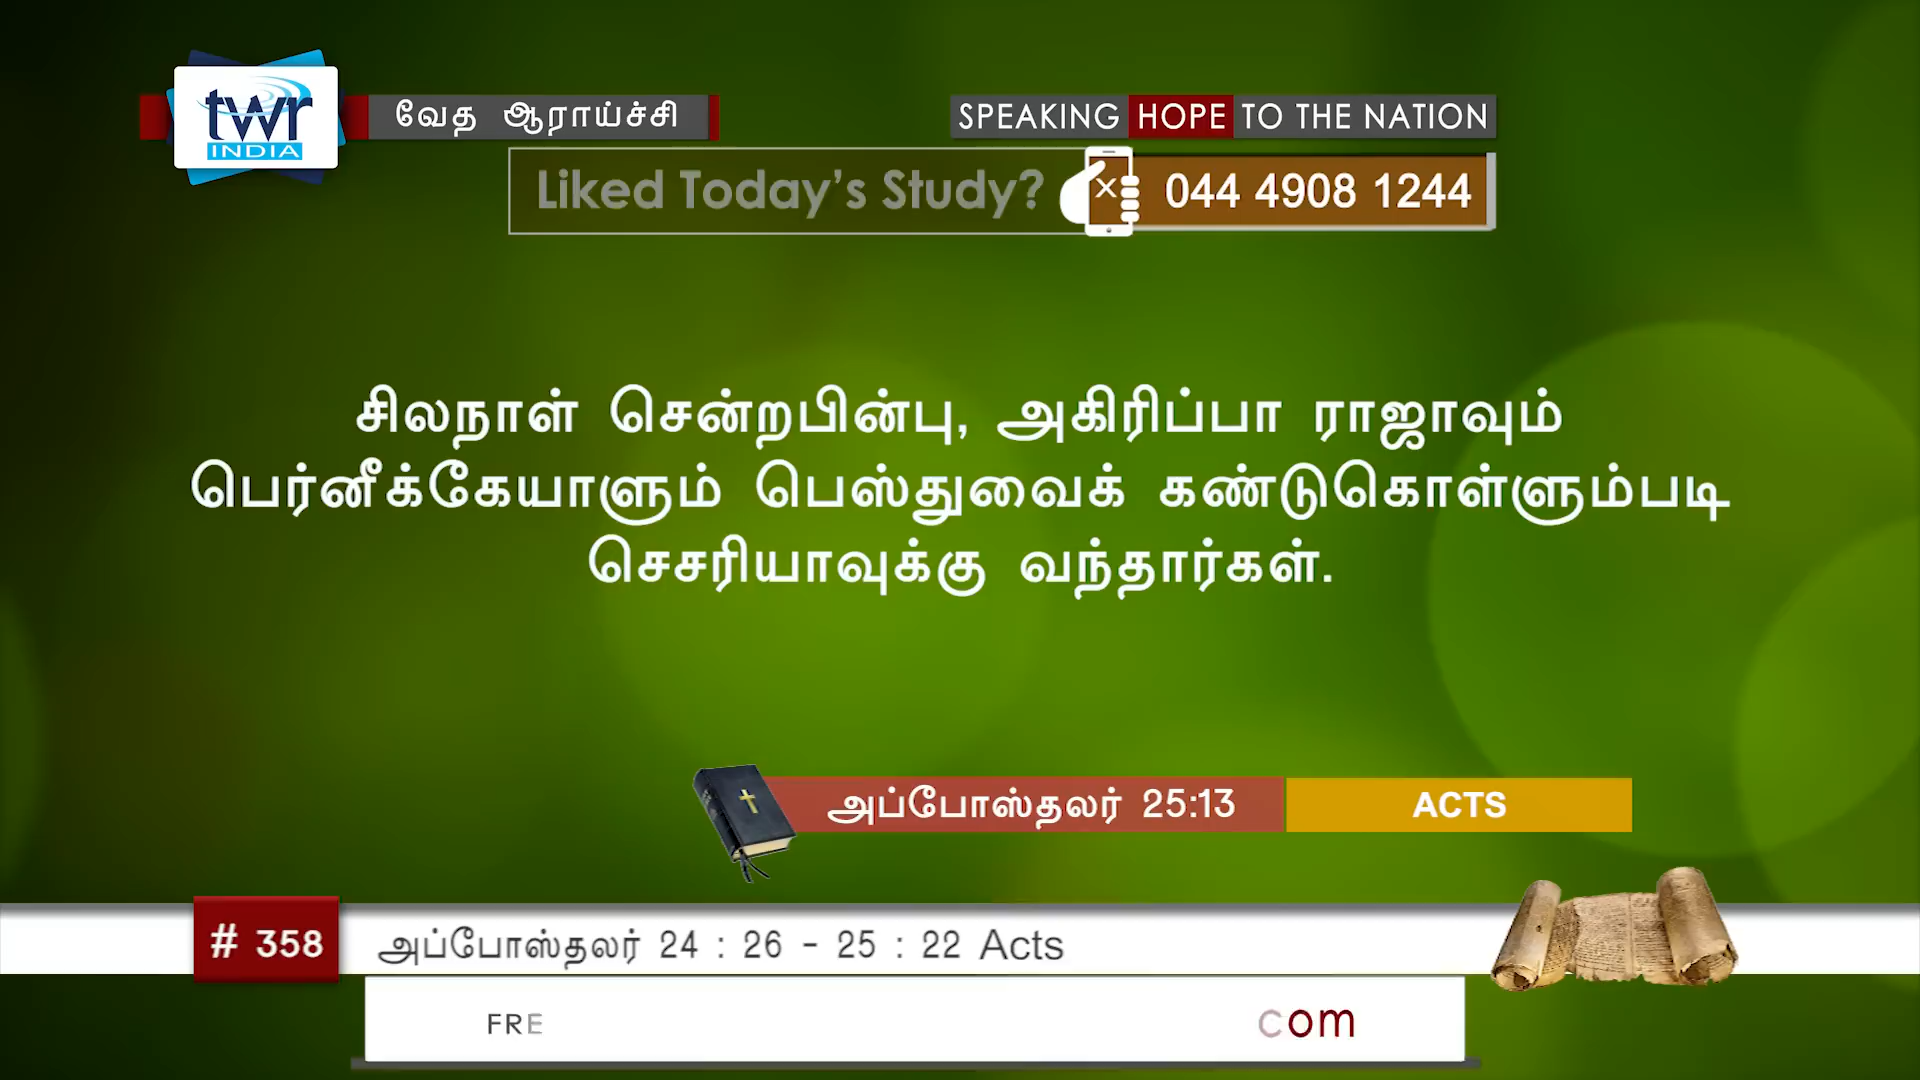 twr
INDIA
வேத ஆராய்ச்சி
SPEAKING HOPE TO THE NATION
Liked Today's Study?
044 4908 1244
சிலநாள் சென்றபின்பு, அகிரிப்பா ராஜாவும்
பெர்னீக்கேயாளும் பெஸ்துவைக் கண்டுகொள்ளும்படி
செசரியாவுக்கு வந்தார்கள்.
அப்போஸ்தலர் 25:13
ACTS
# 358
அப்போஸ்தலர் 24 : 26 - 25 : 22 Acts
FRE
com